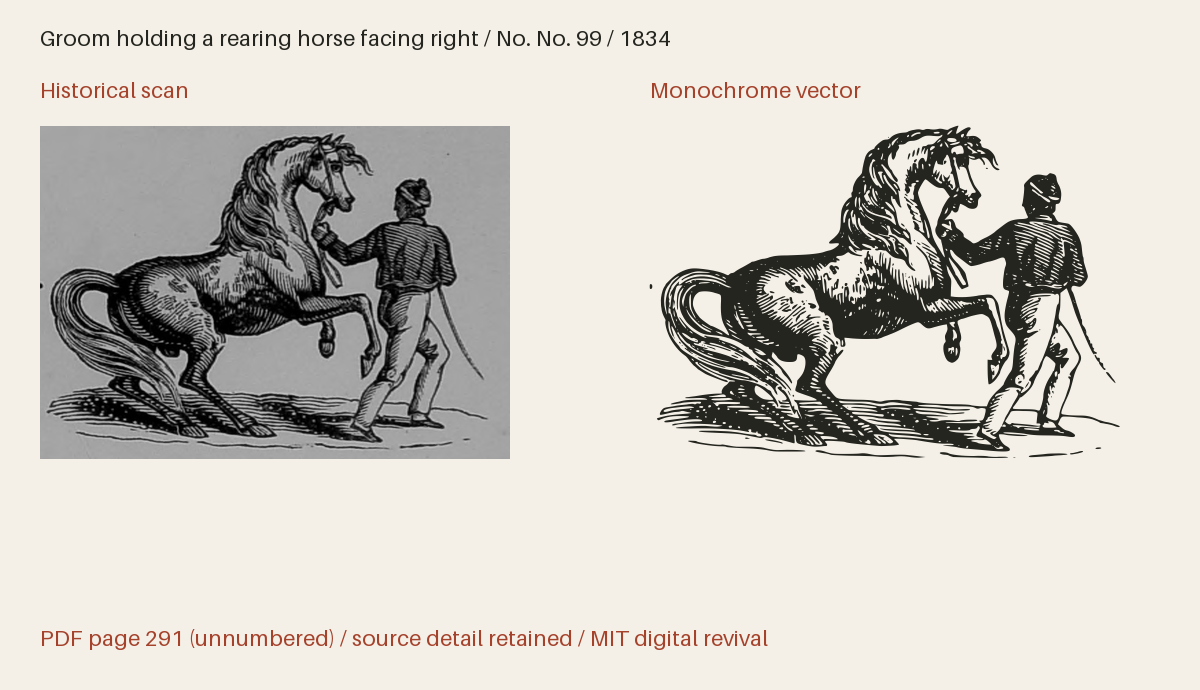 Groom holding a rearing horse facing right / No. No. 99 / 1834
Historical scan
Monochrome vector
PDF page 291 (unnumbered) / source detail retained / MIT digital revival